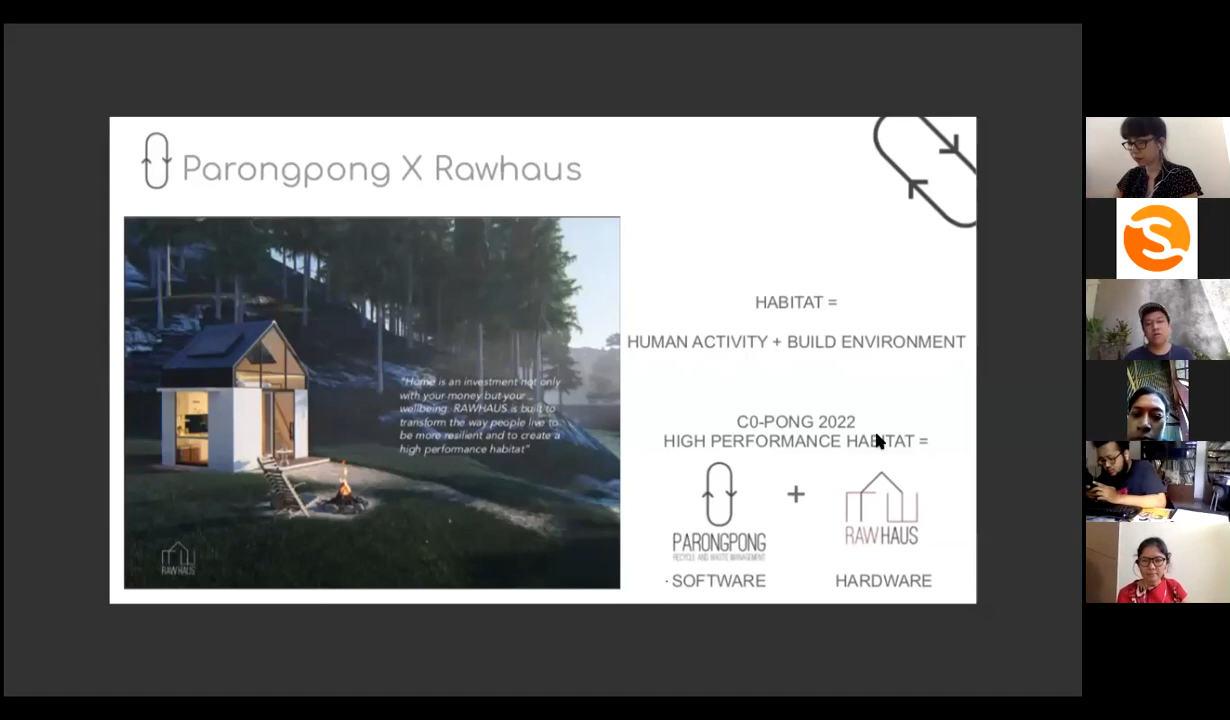 Parongpong X Rawhaus
"Home is an investment not only
with your money but your
wellbeing. RAWHAUS is built to
transform the way people live to
be more resilient and to create a
high performance habitat"
RAWHAUS
HABITAT =
HUMAN ACTIVITY + BUILD ENVIRONMENT
C0-PONG 2022
HIGH PERFORMANCE HABITAT =
+
PARONGPONG
RECYCLE AND WASTE MANAGEMENT
RAWHAUS
· SOFTWARE
HARDWARE
S